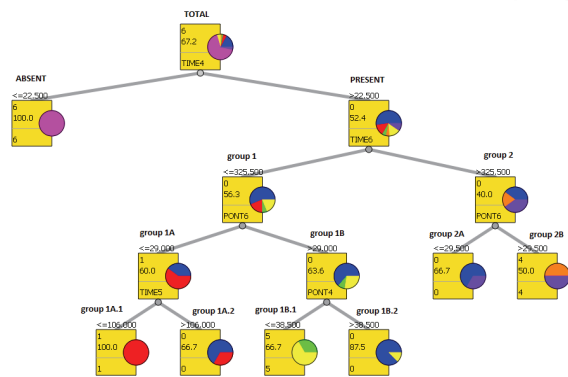 TOTAL
6
67.2
TIME4
ABSENT
<=22,500
6
100.0
6
PRESENT
>22,500
0
52.4
TIME6
group 1
<=325,500
0
56.3
PONT6
group 2
>325,500
0
40.0
PONT6
group 1A
<=29,000
1
60.0
TIME5
group 1B
>29,000
0
63.6
PONT4
group 2A
<=29,500
0
66.7
0
group 2B
>29,500
4
50.0
4
group 1A.1
<=106,000
1
100.0
1
group 1A.2
>106,000
0
66.7
0
group 1B.1
<=38,500
5
66.7
5
group 1B.2
>38,500
0
87.5
0